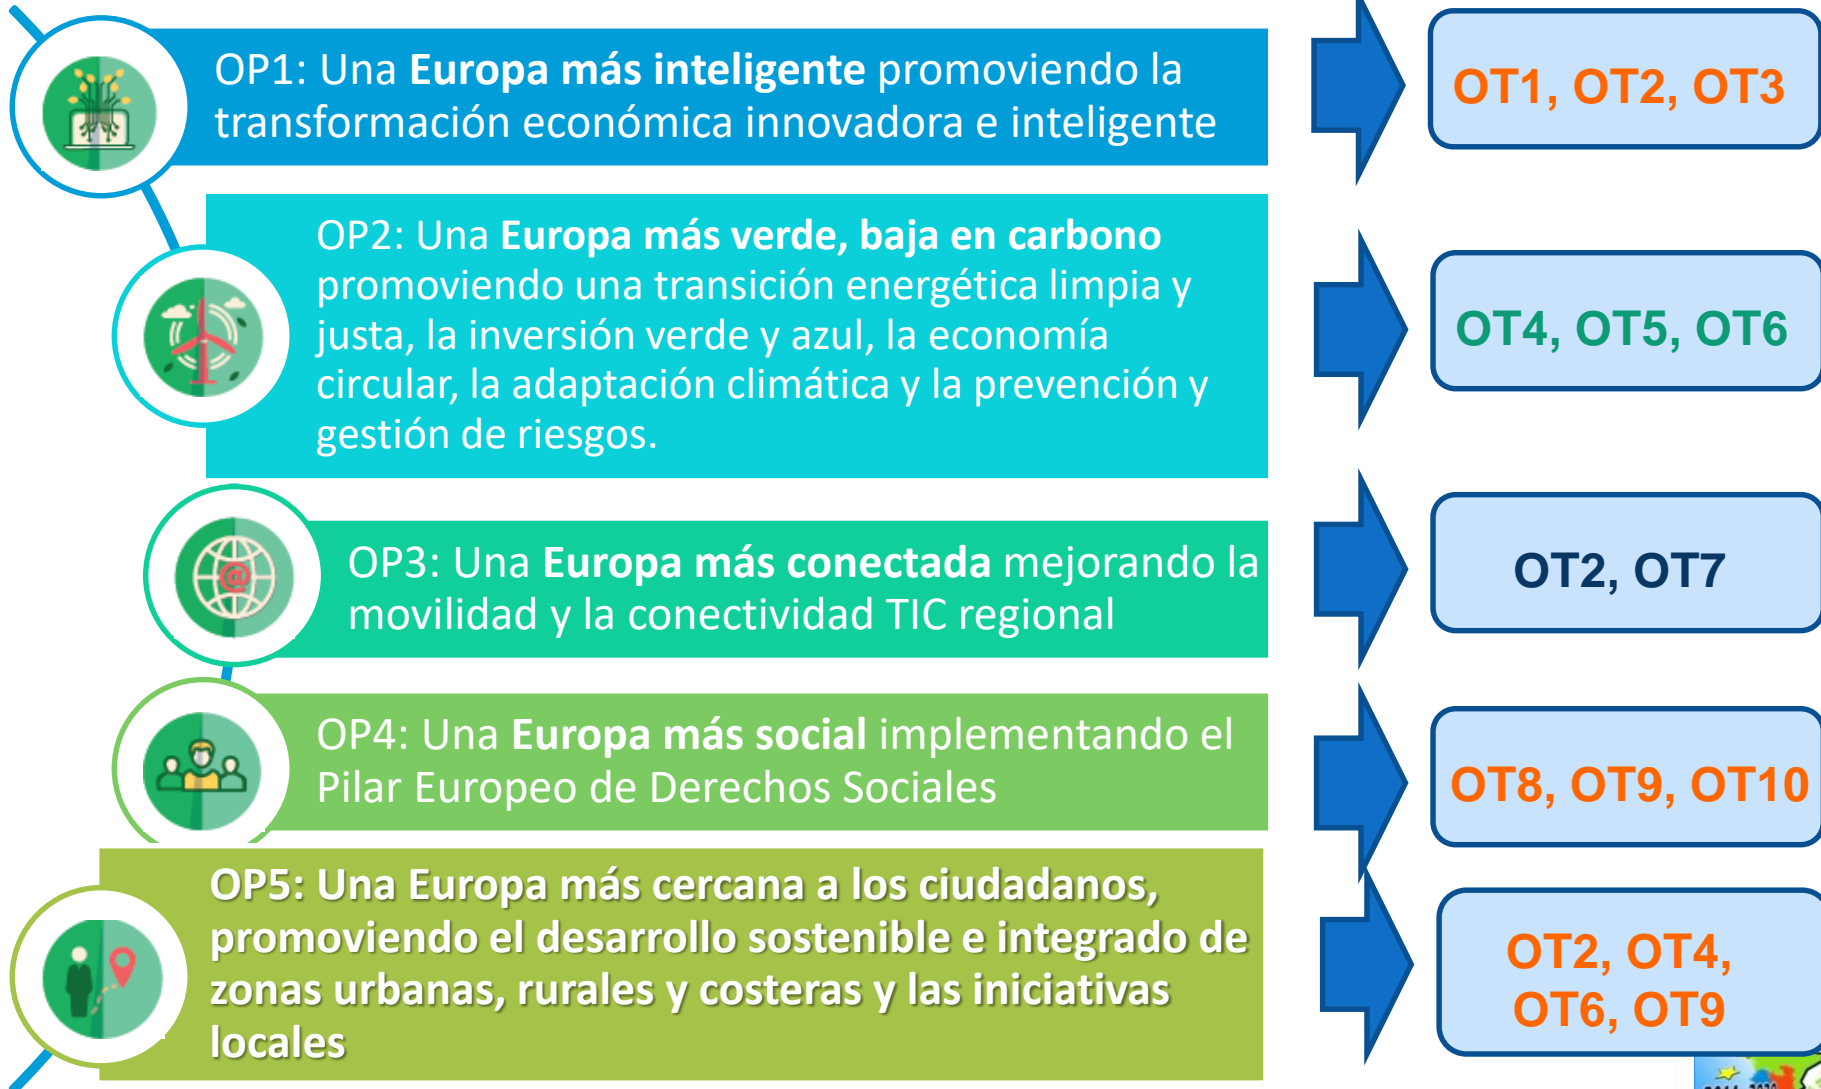 OP1: Una Europa más inteligente promoviendo la
transformación económica innovadora e inteligente
OT1, OT2, OT3
OP2: Una Europa más verde, baja en carbono
promoviendo una transición energética limpia y
justa, la inversión verde y azul, la economía
circular, la adaptación climática y la prevención y
gestión de riesgos.
OT4, OT5, OT6
@
OP3: Una Europa más conectada mejorando la
movilidad y la conectividad TIC regional
OT2, OT7
OP4: Una Europa más social implementando el
Pilar Europeo de Derechos Sociales
OT8, OT9, OT10
OP5: Una Europa más cercana a los ciudadanos,
promoviendo el desarrollo sostenible e integrado de
zonas urbanas, rurales y costeras y las iniciativas
locales
OT2, OT4,
OT6, OT9